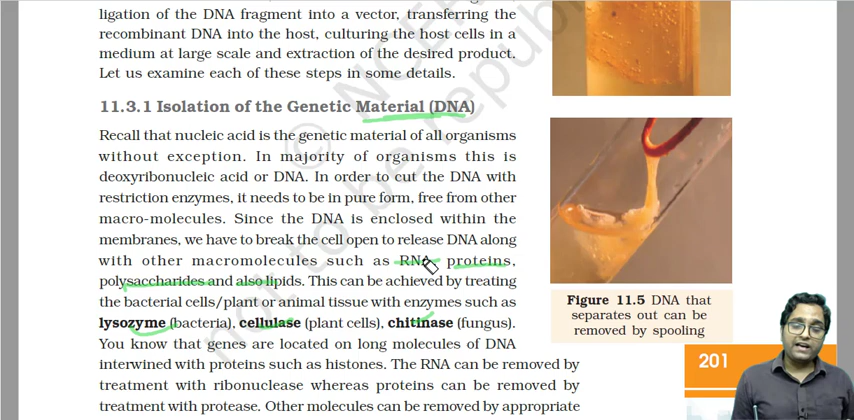 ligation of the DNA fragment into a vector, transferring the
recombinant DNA into the host, culturing the host cells in a
medium at large scale and extraction of the desired product.
Let us examine each of these steps in some details.
11.3.1 Isolation of the Genetic Material (DNA)
Recall that nucleic acid is the genetic material of all organisms
without exception. In majority of organisms this is
deoxyribonucleic acid or DNA. In order to cut the DNA with
restriction enzymes, it needs to be in pure form, free from other
macro-molecules. Since the DNA is enclosed within the
membranes, we have to break the cell open to release DNA along
with other macromolecules such as RNA proteins,
polysaccharides and also lipids. This can be achieved by treating
the bacterial cells/plant or animal tissue with enzymes such as
lysozyme (bacteria), cellulase (plant cells), chitinase (fungus).
You know that genes are located on long molecules of DNA
interwined with proteins such as histones. The RNA can be removed by
treatment with ribonuclease whereas proteins can be removed by
treatment with protease. Other molecules can be removed by appropriate
Figure 11.5 DNA that
separates out can be
removed by spooling
201
© NCERT
not to be republ